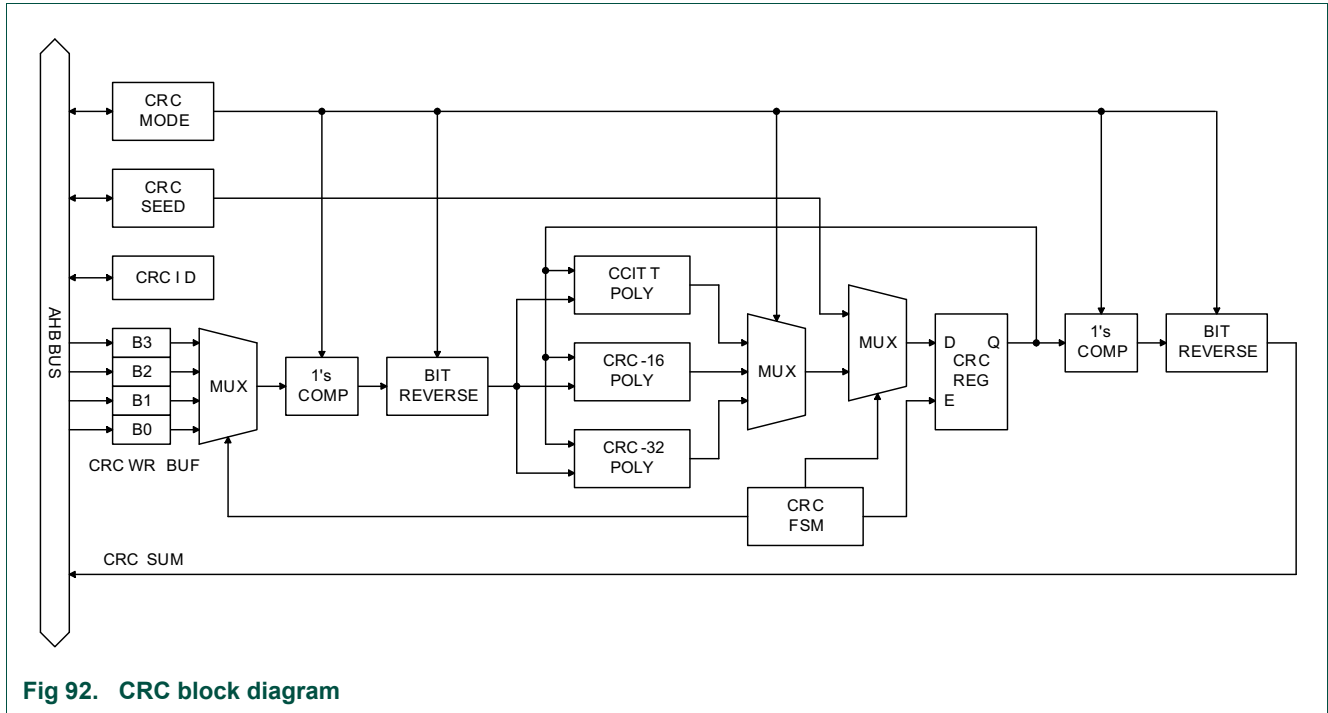 AHB BUS
CRC
MODE
CRC
SEED
CRC ID
B3
B2
B1
B0
CRC WR BUF
MUX
1's
COMP
BIT
REVERSE
CCITT
POLY
CRC-16
POLY
CRC-32
POLY
MUX
MUX
D Q
CRC
REG
E
1's
COMP
BIT
REVERSE
CRC
FSM
CRC SUM
Fig 92. CRC block diagram